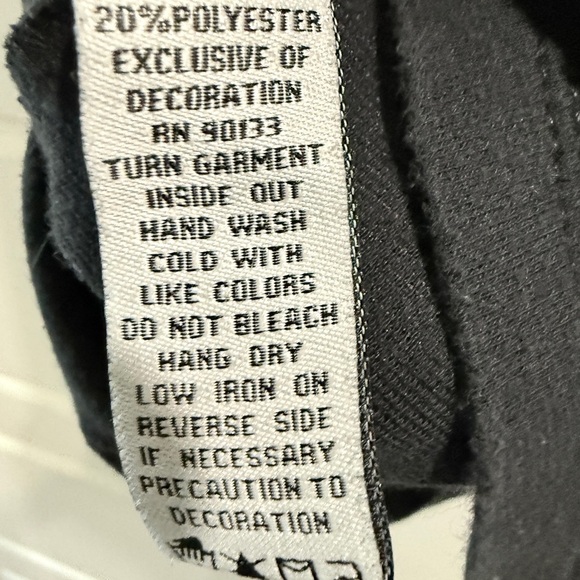 20%POLYESTER
EXCLUSIVE OF
DECORATION
RN 90133
TURN GARMENT
INSIDE OUT
HAND WASH
COLD WITH
LIKE COLORS
DO NOT BLEACH
HANG DRY
LOW IRON ON
REVERSE SIDE
IF NECESSARY
PRECAUTION TO
DECORATION